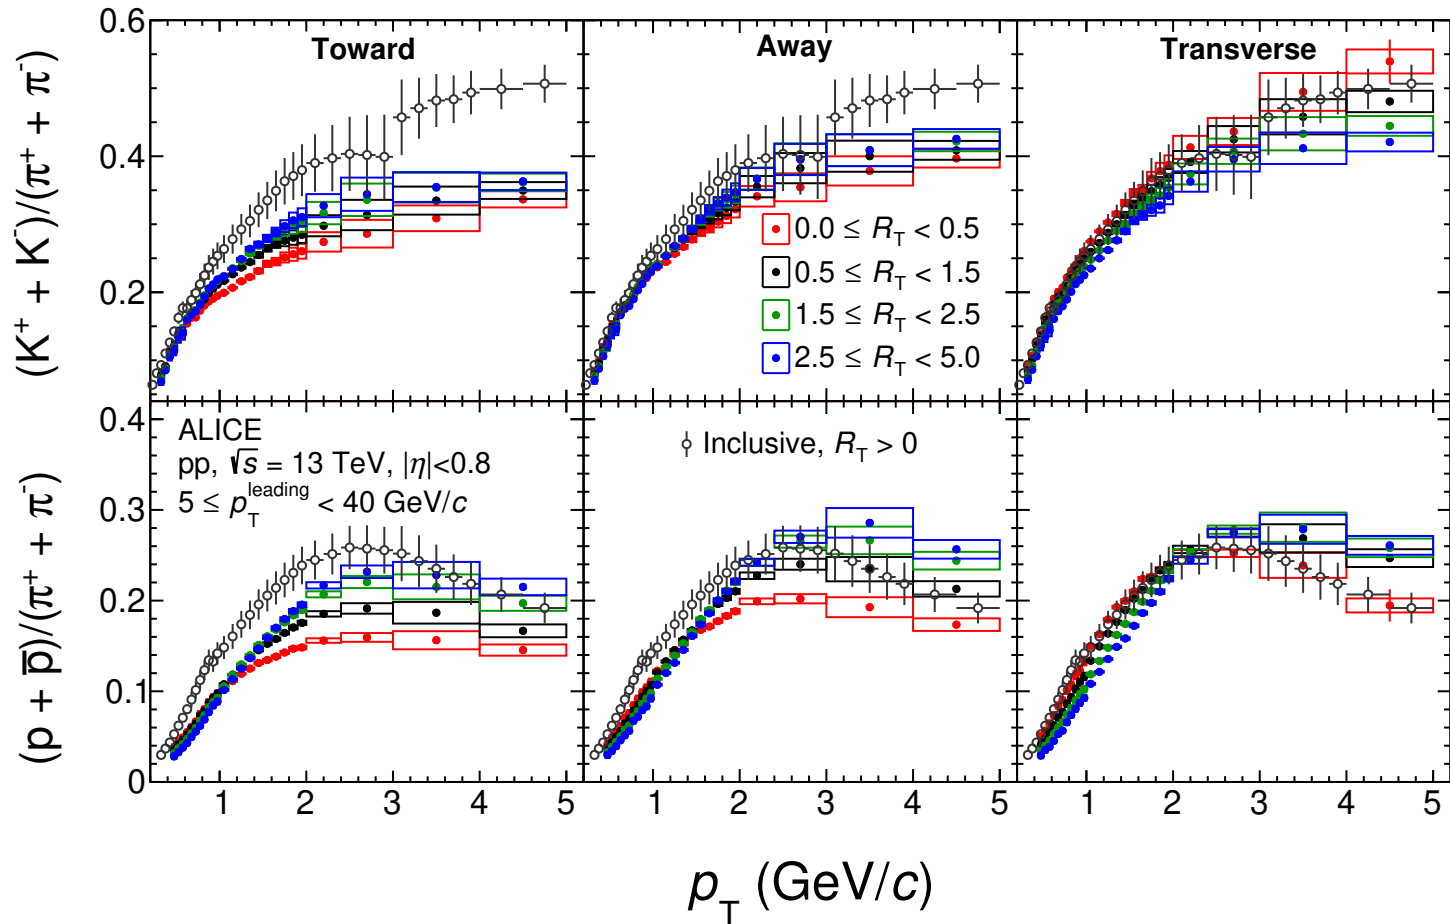 (K⁺ + K⁻)/(π⁺ + π⁻)
0.6
0.4
0.2
Toward
Away
Transverse
0.0 ≤ R_T < 0.5
0.5 ≤ R_T < 1.5
1.5 ≤ R_T < 2.5
2.5 ≤ R_T < 5.0
(p + p̄)/(π⁺ + π⁻)
0.4
0.3
0.2
0.1
0
ALICE
pp, √s = 13 TeV, |η|<0.8
5 ≤ p_T^leading < 40 GeV/c
Inclusive, R_T > 0
1 2 3 4 5
1 2 3 4 5
1 2 3 4 5
p_T (GeV/c)